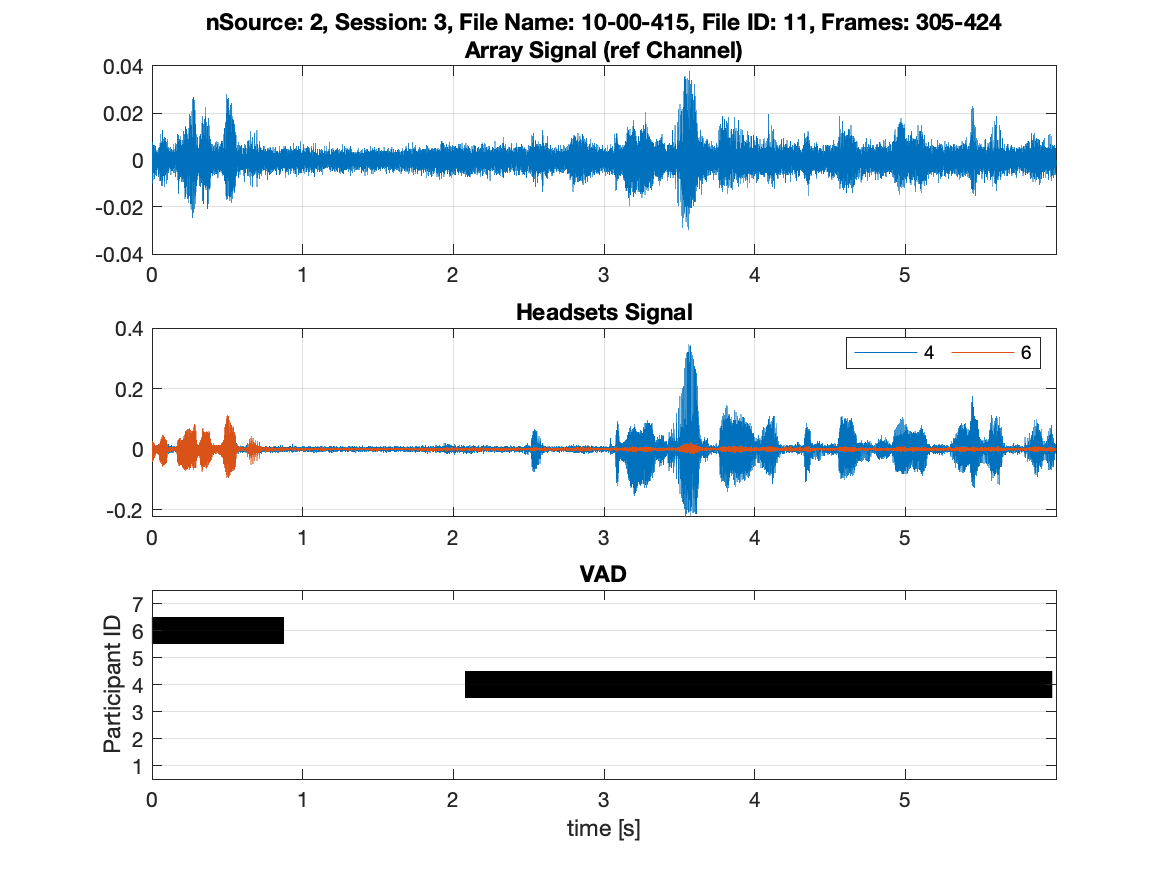 nSource: 2, Session: 3, File Name: 10-00-415, File ID: 11, Frames: 305-424
Array Signal (ref Channel)
0.04
0.02
0
-0.02
-0.04
0 1 2 3 4 5
Headsets Signal
0.4
0.2
0
-0.2
4 6
0 1 2 3 4 5
VAD
Participant ID
7
6
5
4
3
2
1
0 1 2 3 4 5
time [s]